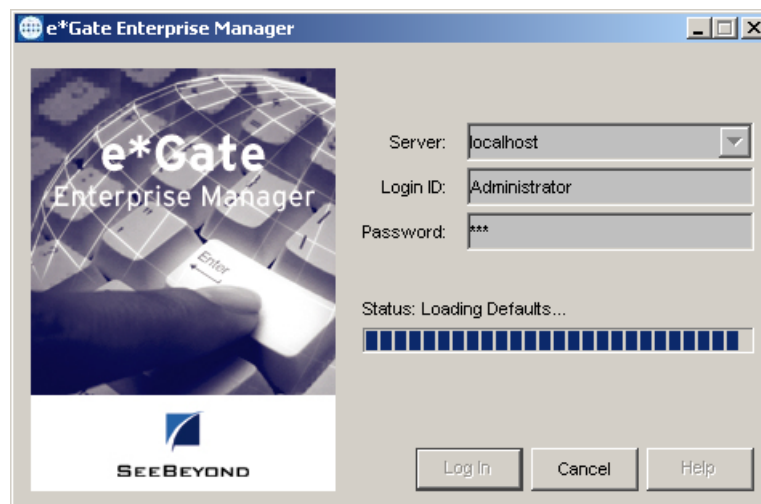 e*Gate Enterprise Manager
e*Gate
Enterprise Manager
Enter
SEEBEYOND
Server: localhost
Login ID: Administrator
Password: ***
Status: Loading Defaults...
Log In Cancel Help